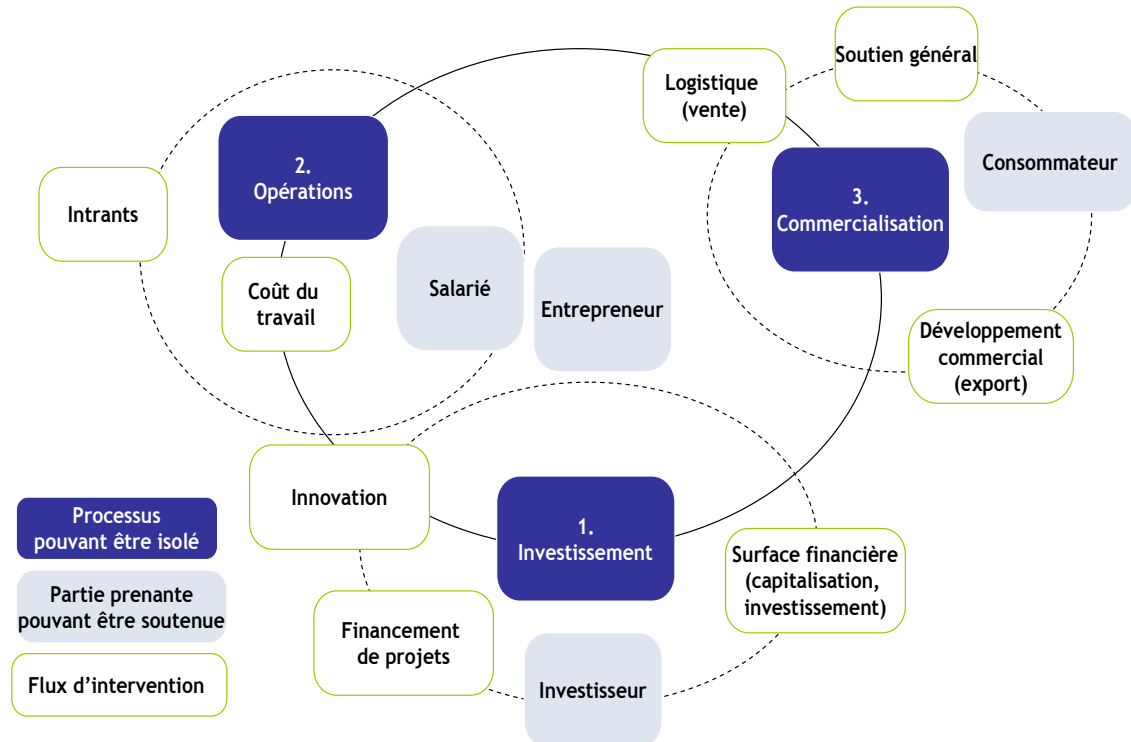 Soutien général
Logistique
(vente)
2.
Opérations
Consommateur
Intrants
3.
Commercialisation
Coût du
travail
Salarié
Entrepreneur
Développement
commercial
(export)
Innovation
1.
Investissement
Surface financière
(capitalisation,
investissement)
Financement
de projets
Investisseur
Processus
pouvant être isolé
Partie prenante
pouvant être soutenue
Flux d’intervention